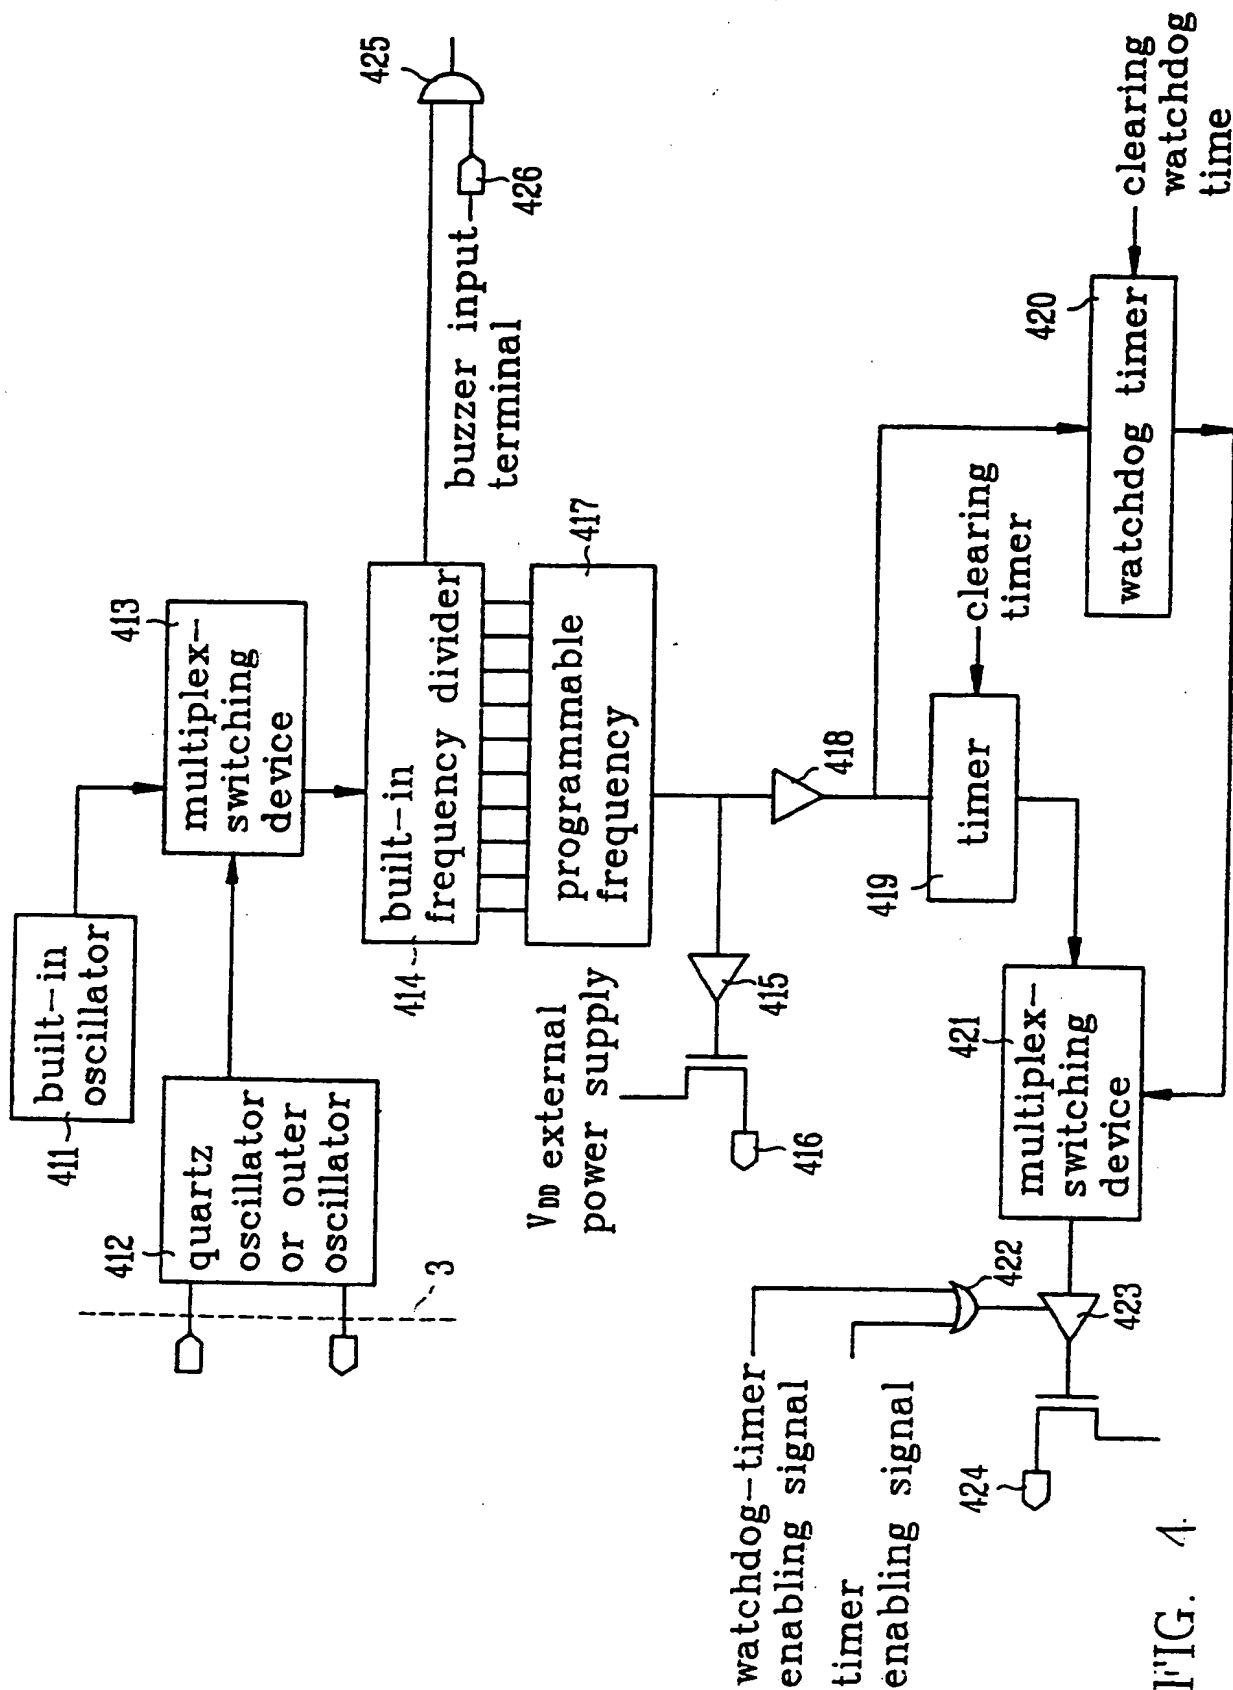 411
built-in
oscillator
3
412
quartz
oscillator
or outer
oscillator
413
multiplex-
switching
device
414
built-in
frequency divider
425
426
buzzer input
terminal
417
programmable
frequency
VDD external
power supply
415
416
418
419
timer
clearing
timer
420
watchdog timer
clearing
watchdog
time
421
multiplex-
switching
device
422
423
424
watchdog-timer
enabling signal
timer
enabling signal
FIG. 4